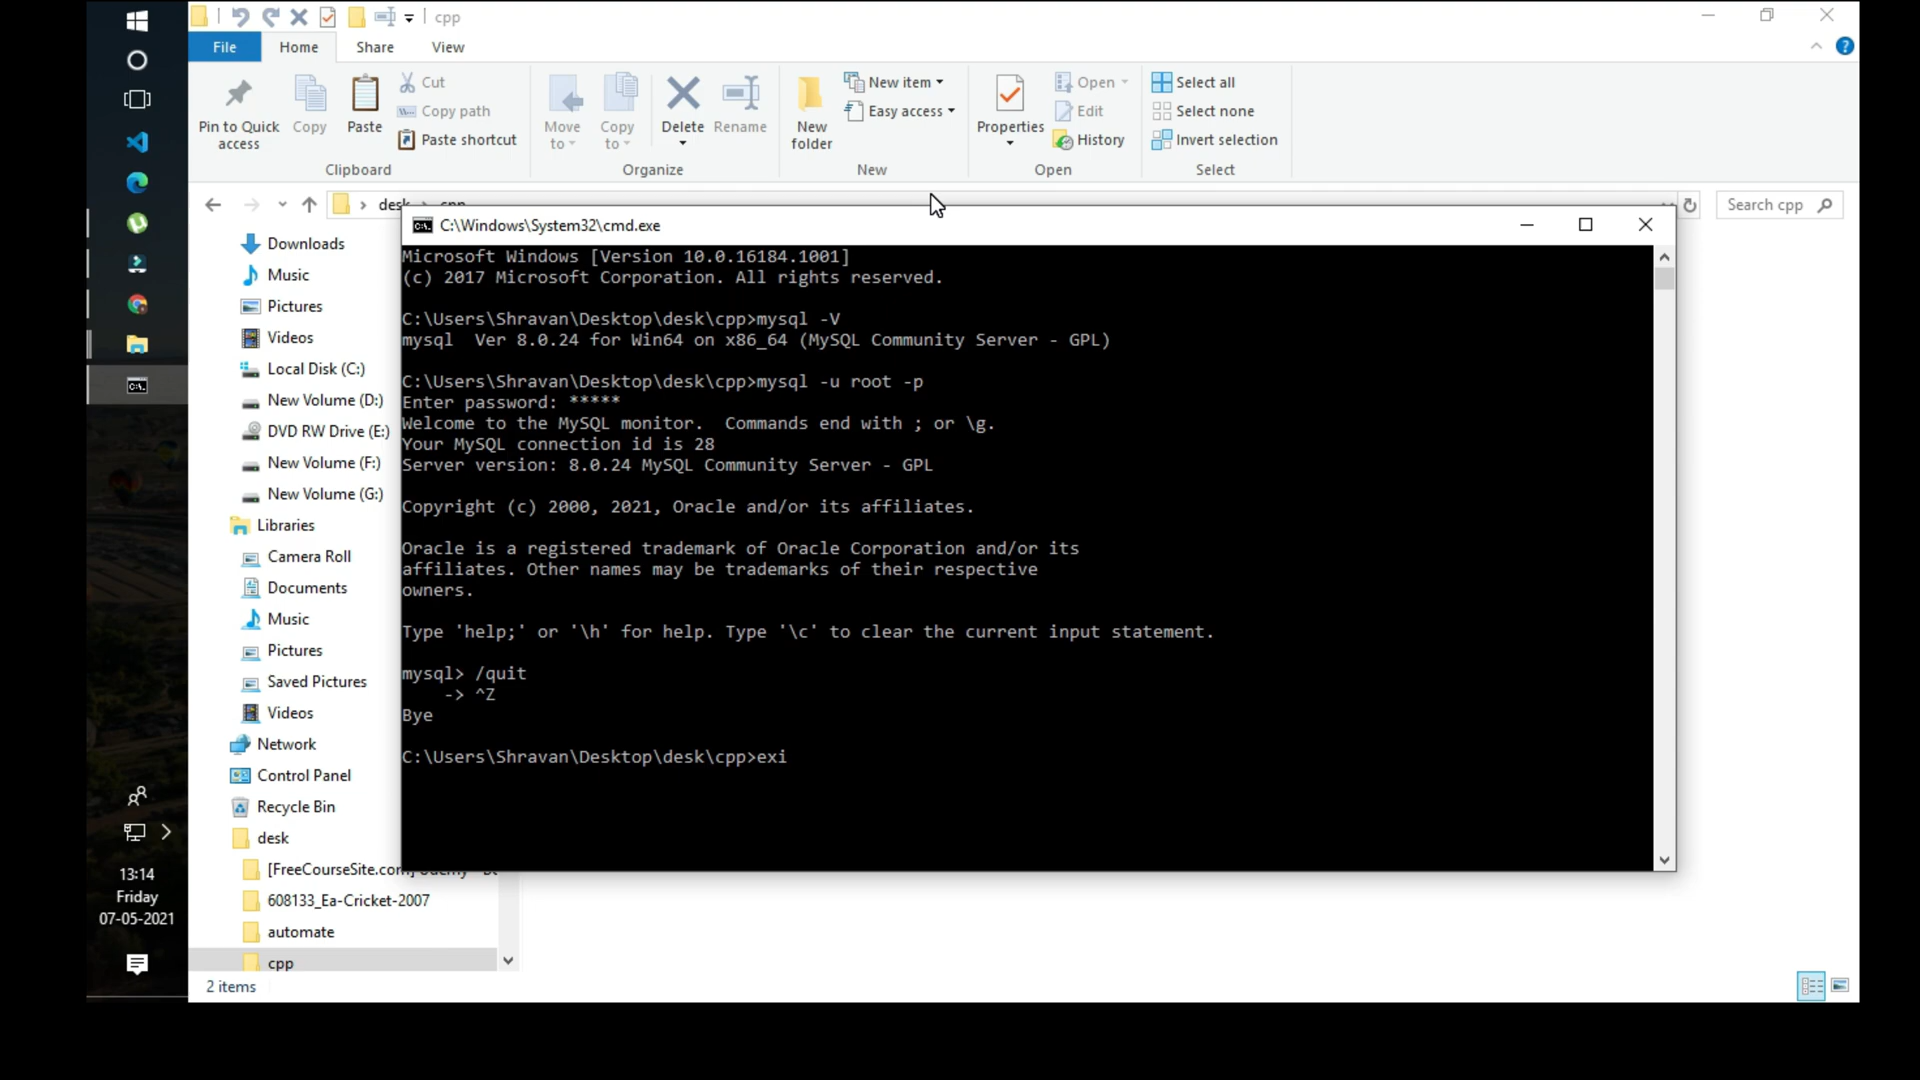 cpp
File
Home
Share
View
Pin to Quick access
Copy
Paste
Cut
Copy path
Paste shortcut
Clipboard
Move to
Copy to
Delete
Rename
Organize
New folder
New item
Easy access
New
Properties
Open
Edit
History
Open
Select all
Select none
Invert selection
Select
Search cpp
C:\Windows\System32\cmd.exe
Microsoft Windows [Version 10.0.16184.1001]
(c) 2017 Microsoft Corporation. All rights reserved.
C:\Users\Shravan\Desktop\desk\cpp>mysql -V
mysql  Ver 8.0.24 for Win64 on x86_64 (MySQL Community Server - GPL)
C:\Users\Shravan\Desktop\desk\cpp>mysql -u root -p
Enter password: *****
Welcome to the MySQL monitor.  Commands end with ; or \g.
Your MySQL connection id is 28
Server version: 8.0.24 MySQL Community Server - GPL
Copyright (c) 2000, 2021, Oracle and/or its affiliates.
Oracle is a registered trademark of Oracle Corporation and/or its
affiliates. Other names may be trademarks of their respective
owners.
Type 'help;' or '\h' for help. Type '\c' to clear the current input statement.
mysql> /quit
-> ^Z
Bye
C:\Users\Shravan\Desktop\desk\cpp>exi
Downloads
Music
Pictures
Videos
Local Disk (C:)
New Volume (D:)
DVD RW Drive (E:)
New Volume (F:)
New Volume (G:)
Libraries
Camera Roll
Documents
Music
Pictures
Saved Pictures
Videos
Network
Control Panel
Recycle Bin
desk
[FreeCourseSite.com]
608133_Ea-Cricket-2007
automate
cpp
2 items
13:14
Friday
07-05-2021